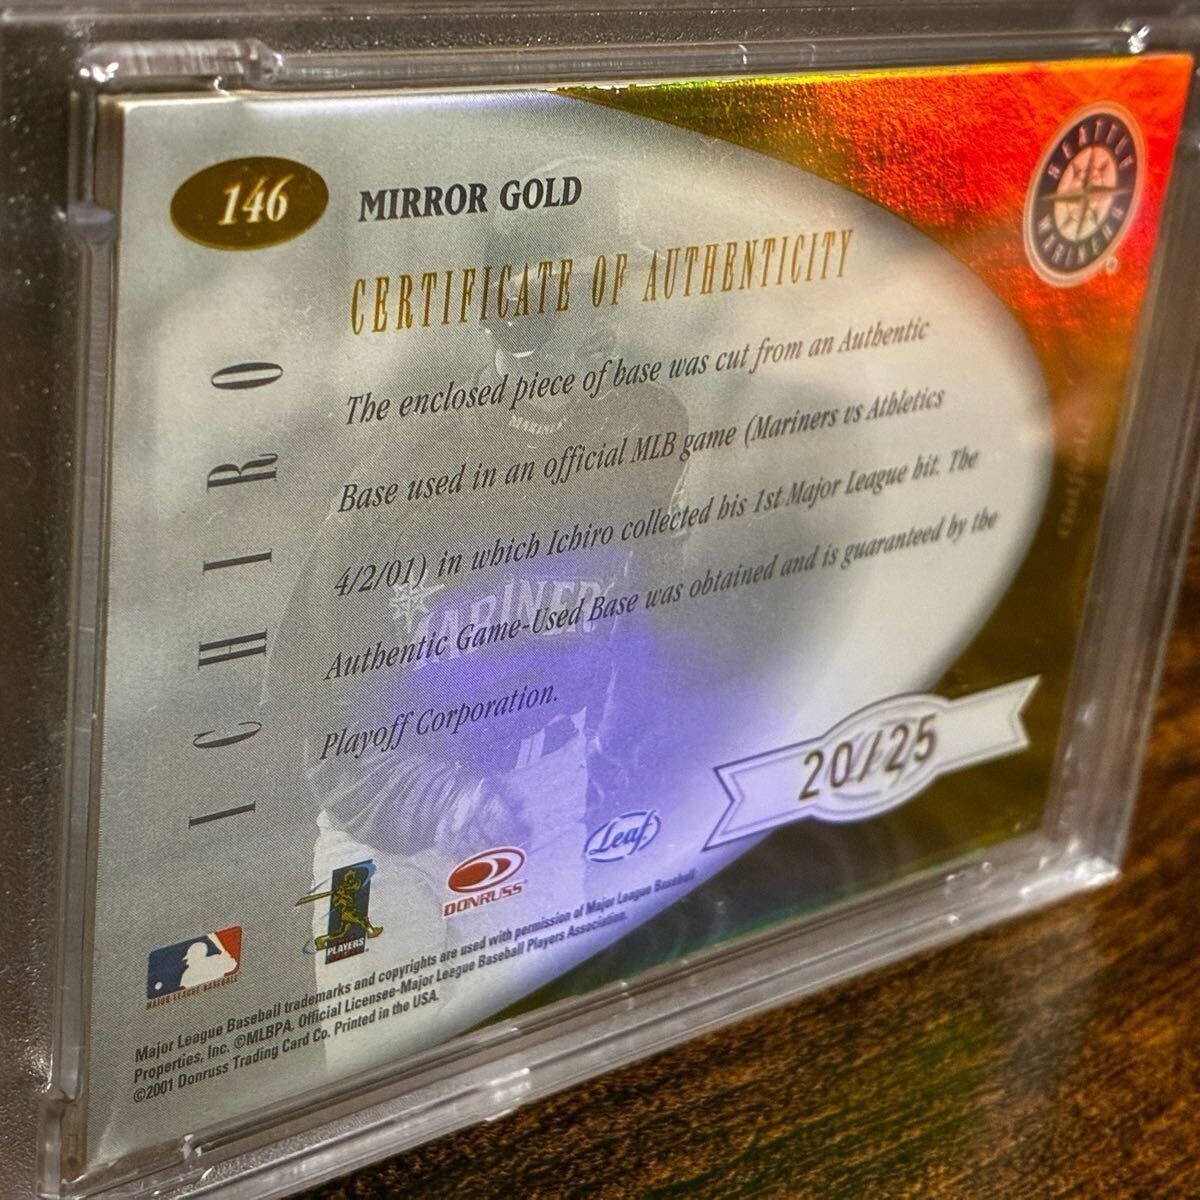 146
MIRROR GOLD
SEATTLE
MARINERS
CERTIFICATE OF AUTHENTICITY
ICHIRO
The enclosed piece of base was cut from an Authentic
Base used in an official MLB game (Mariners vs Athletics
4/2/01) in which Ichiro collected his 1st Major League hit. The
Authentic Game-Used Base was obtained and is guaranteed by the
Playoff Corporation.
MARINERS
20/25
Leaf
DONRUSS
PLAYERS
MAJOR LEAGUE BASEBALL
Major League Baseball trademarks and copyrights are used with permission of Major League Baseball
Properties, Inc. ©MLBPA. Official Licensee-Major League Baseball Players Association.
©2001 Donruss Trading Card Co. Printed in the USA.